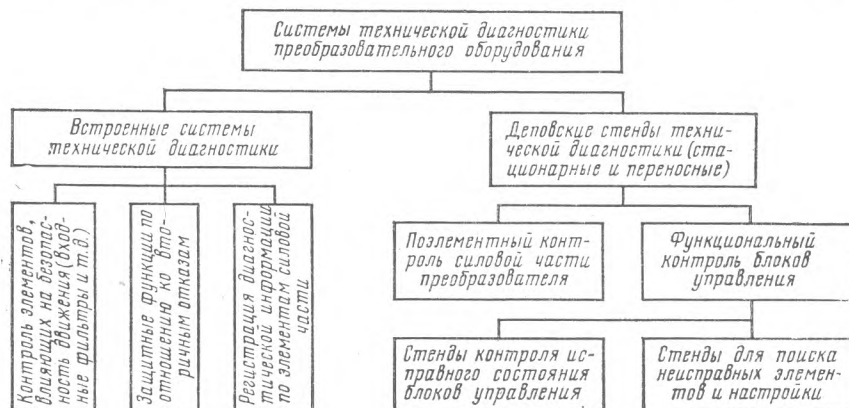 Системы технической диагностики
преобразовательного оборудования
Встроенные системы
технической диагностики
Деповские стенды техни-
ческой диагностики (ста-
ционарные и переносные)
Контроль элементов,
влияющих на безопас-
ность движения (вход-
ные фильтры и т.д.)
Защитные функции по
отношению ко вто-
ричным отказам
Регистрация диагнос-
тической информации
по элементам силовой
части
Поэлементный конт-
роль силовой части
преобразователя
Функциональный
контроль блоков
управления
Стенды контроля ис-
правного состояния
блоков управления
Стенды для поиска
неисправных элемен-
тов и настройки